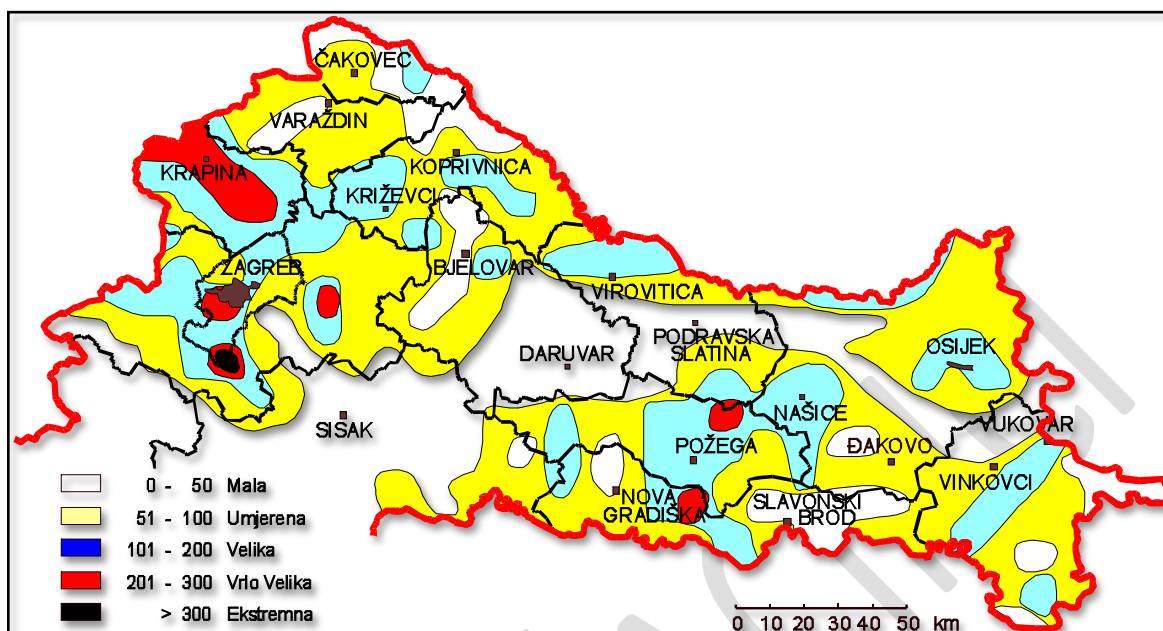 ČAKOVEC
VARAŽDIN
KRAPINA
KOPRIVNICA
KRIŽEVCI
ZAGREB
BJELOVAR
VIROVITICA
PODRAVSKA
SLATINA
DARUVAR
OSIJEK
NAŠICE
SISAK
POŽEGA
ĐAKOVO
VUKOVAR
VINKOVCI
NOVA
GRADIŠKA
SLAVONSKI
BROD
0 - 50 Mala
51 - 100 Umjerena
101 - 200 Velika
201 - 300 Vrlo Velika
> 300 Ekstremna
0 10 20 30 40 50 km